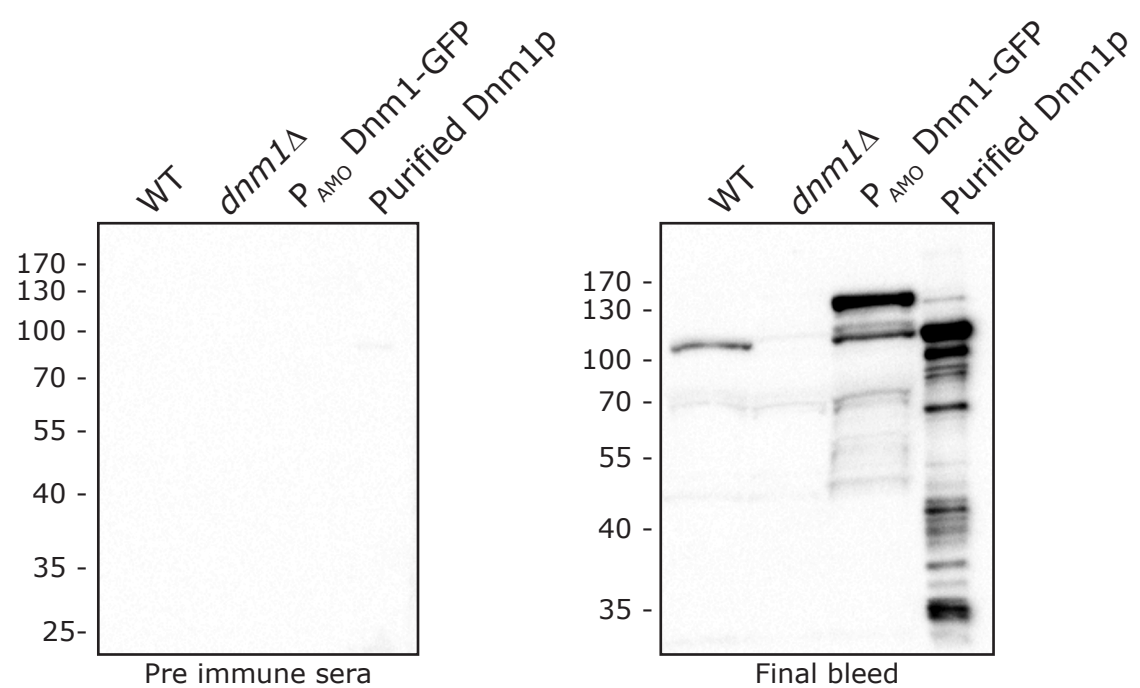 WT
dnm1Δ
P AMO Dnm1-GFP
Purified Dnm1p
170 -
130 -
100 -
70 -
55 -
40 -
35 -
25-
Pre immune sera
WT
dnm1Δ
P AMO Dnm1-GFP
Purified Dnm1p
170 -
130 -
100 -
70 -
55 -
40 -
35 -
Final bleed